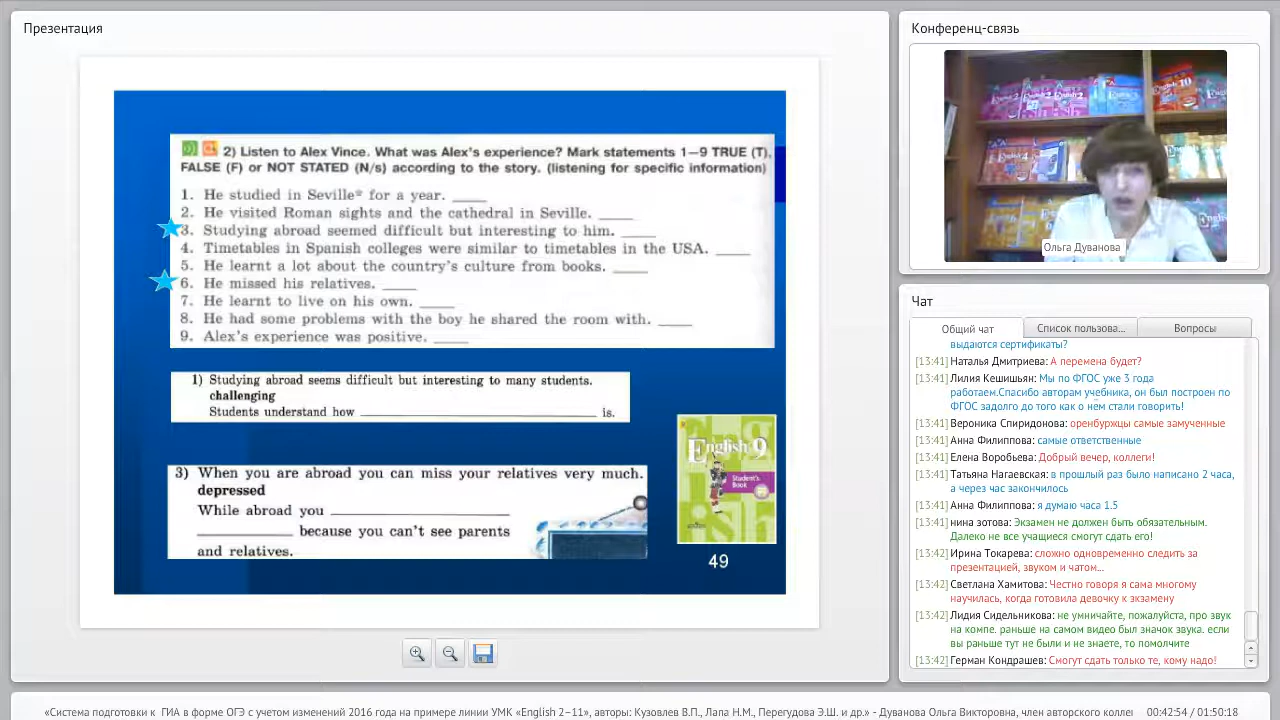 Презентация
2) Listen to Alex Vince. What was Alex's experience? Mark statements 1—9 TRUE (T),
FALSE (F) or NOT STATED (N/s) according to the story. (listening for specific information)
1. He studied in Seville* for a year. ____
2. He visited Roman sights and the cathedral in Seville. ____
3. Studying abroad seemed difficult but interesting to him. ____
4. Timetables in Spanish colleges were similar to timetables in the USA. ____
5. He learnt a lot about the country's culture from books. ____
6. He missed his relatives. ____
7. He learnt to live on his own. ____
8. He had some problems with the boy he shared the room with. ____
9. Alex's experience was positive. ____
1) Studying abroad seems difficult but interesting to many students.
challenging
Students understand how ____ is.
3) When you are abroad you can miss your relatives very much.
depressed
While abroad you ____
____ because you can't see parents
and relatives.
English 9
Student's
Book
49
Конференц-связь
English 2
English 2
English 10
English 4
Ольга Дуванова
Чат
Общий чат
Список пользова...
Вопросы
выдаются сертификаты?
[13:41] Наталья Дмитриева: А перемена будет?
[13:41] Лилия Кешишьян: Мы по ФГОС уже 3 года
работаем.Спасибо авторам учебника, он был построен по
ФГОС задолго до того как о нём стали говорить!
[13:41] Вероника Спиридонова: оренбуржцы самые замученные
[13:41] Анна Филиппова: самые ответственные
[13:41] Елена Воробьева: Добрый вечер, коллеги!
[13:41] Татьяна Нагаевская: в прошлый раз было написано 2 часа,
а через час закончилось
[13:41] Анна Филиппова: я думаю часа 1.5
[13:41] нина зотова: Экзамен не должен быть обязательным.
Далеко не все учащиеся смогут сдать его!
[13:42] Ирина Токарева: сложно одновременно следить за
презентацией, звуком и чатом...
[13:42] Светлана Хамитова: Честно говоря я сама многому
научилась, когда готовила девочку к экзамену
[13:42] Лидия Сидельникова: не умничайте, пожалуйста, про звук
на компе. раньше на самом видео был значок звука. если
вы раньше тут не были и не знаете, то помолчите
[13:42] Герман Кондрашев: Смогут сдать только те, кому надо!
«Система подготовки к ГИА в форме ОГЭ с учетом изменений 2016 года на примере линии УМК «English 2–11», авторы: Кузовлев В.П., Лапа Н.М., Перегудова Э.Ш. и др.» - Дуванова Ольга Викторовна, член авторского коллег
00:42:54 / 01:50:18